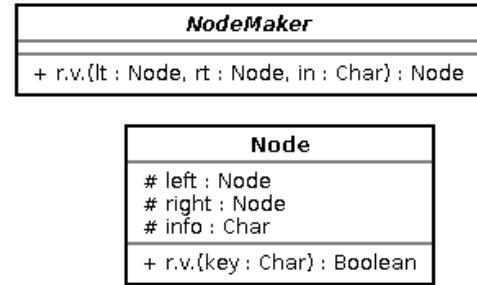 NodeMaker
+ r.v.(lt : Node, rt : Node, in : Char) : Node
Node
# left : Node
# right : Node
# info : Char
+ r.v.(key : Char) : Boolean